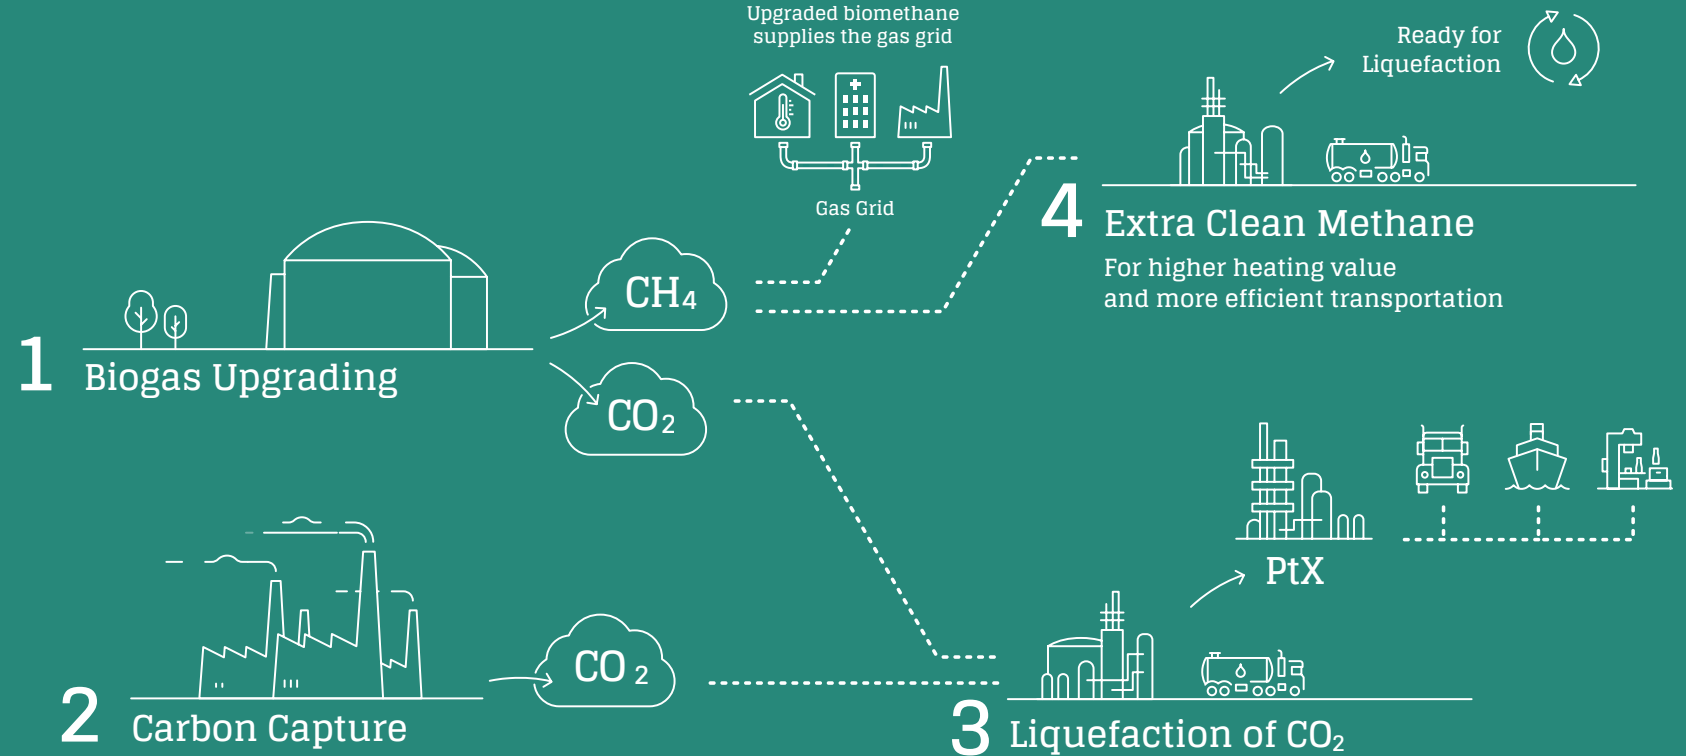 Upgraded biomethane
supplies the gas grid
Gas Grid
Ready for
Liquefaction
4 Extra Clean Methane
For higher heating value
and more efficient transportation
CH₄
1 Biogas Upgrading
CO₂
PtX
CO₂
2 Carbon Capture
3 Liquefaction of CO₂